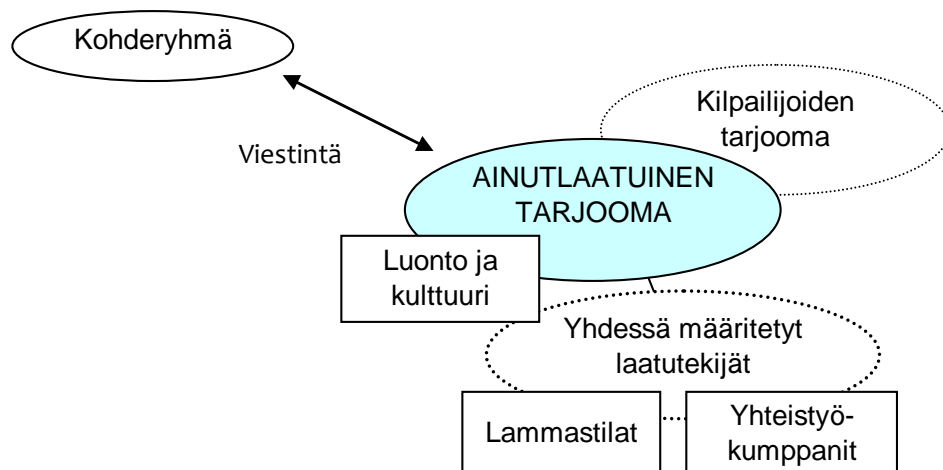 Kohderyhmä
Kilpailijoiden
tarjooma
Viestintä
AINUTLAATUINEN
TARJOOMA
Luonto ja
kulttuuri
Yhdessä määritetyt
laatutekijät
Lammastilat
Yhteistyö-
kumppanit